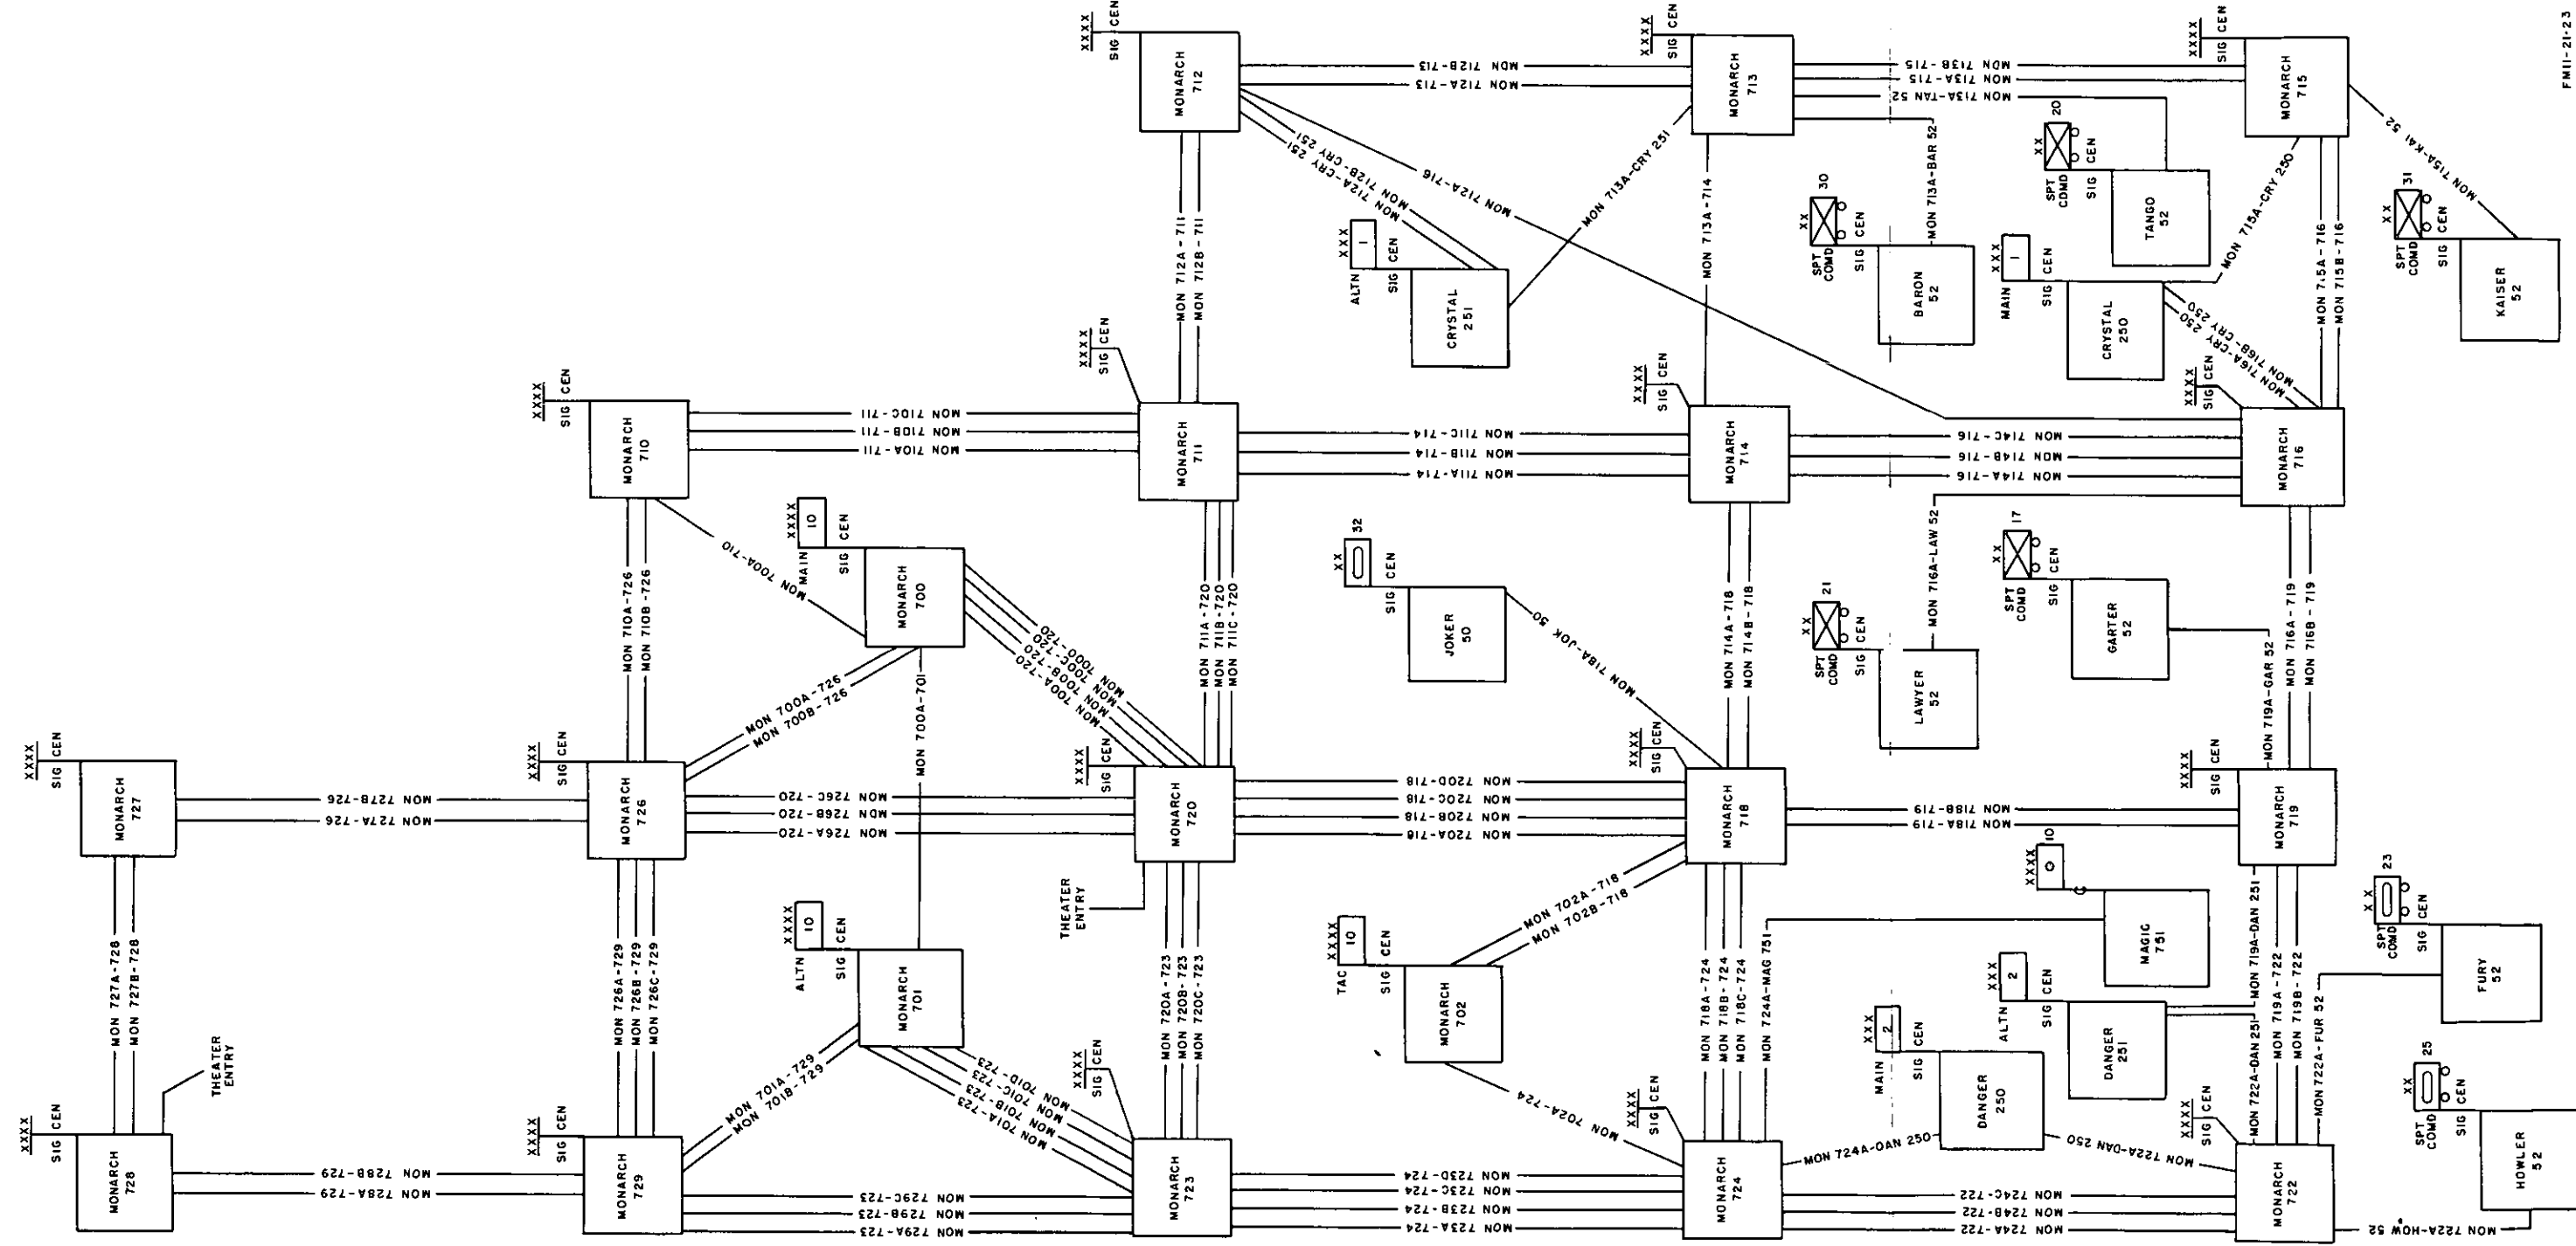 XXXX
SIG CEN
MONARCH
727
MON 727A-728
MON 727B-728
MON 727B-726
MON 727A-726
XXXX
SIG CEN
MONARCH
728
THEATER
ENTRY
MON 728B-729
MON 728A-729
XXXX
SIG CEN
MONARCH
710
MON 710A-726
MON 710B-726
MON 710C-711
MON 710B-711
MON 710A-711
MON 700A-710
XXXX
SIG CEN
MONARCH
726
MON 726A-729
MON 726B-729
MON 726C-729
MON 726C-720
MON 726B-720
MON 726A-720
XXXX
SIG CEN
MONARCH
729
MON 729C-723
MON 729B-723
MON 729A-723
XXXX
10
MAIN
SIG CEN
MONARCH
700
MON 700A-726
MON 700B-726
MON 700A-701
MON 700A-720
MON 700B-720
MON 700C-720
MON 700D-720
XXXX
10
ALTN
SIG CEN
MONARCH
701
MON 701A-729
MON 701B-729
MON 701A-723
MON 701B-723
MON 701C-723
MON 701D-723
XXXX
SIG CEN
MONARCH
712
MON 712A-711
MON 712B-711
MON 712B-713
MON 712A-713
MON 712A-CRY 251
MON 712B-CRY 251
MON 712A-716
XXXX
SIG CEN
MONARCH
711
MON 711A-720
MON 711B-720
MON 711C-720
MON 711C-714
MON 711B-714
MON 711A-714
XXXX
SIG CEN
MONARCH
720
THEATER
ENTRY
MON 720A-723
MON 720B-723
MON 720C-723
MON 720D-718
MON 720C-718
MON 720B-718
MON 720A-718
XXXX
SIG CEN
MONARCH
723
MON 723D-724
MON 723C-724
MON 723B-724
MON 723A-724
XXX
1
ALTN
SIG CEN
CRYSTAL
251
MON 713A-CRY 251
XX
32
SIG CEN
JOKER
50
MON 718A-JOK 50
XXXX
10
TAC
SIG CEN
MONARCH
702
MON 702A-718
MON 702B-718
MON 702A-724
XXXX
SIG CEN
MONARCH
713
MON 713A-714
MON 713B-715
MON 713A-715
MON 713A-TAN 52
MON 713A-BAR 52
XXXX
SIG CEN
MONARCH
714
MON 714A-718
MON 714B-718
MON 714C-716
MON 714B-716
MON 714A-716
XXXX
SIG CEN
MONARCH
718
MON 718A-724
MON 718B-724
MON 718C-724
MON 718B-719
MON 718A-719
XXXX
SIG CEN
MONARCH
724
MON 724A-MAG 751
MON 724A-DAN 250
MON 724C-722
MON 724B-722
MON 724A-722
XX
30
SPT
COMD
SIG CEN
BARON
52
XX
20
SPT
COMD
SIG CEN
TANGO
52
XXX
1
MAIN
SIG CEN
CRYSTAL
250
MON 715A-CRY 250
MON 716A-CRY 250
MON 716B-CRY 250
XX
21
SPT
COMD
SIG CEN
LAWYER
52
MON 716A-LAW 52
XX
17
SPT
COMD
SIG CEN
GARTER
52
MON 719A-GAR 52
XXXX
0
10
MAGIC
751
XXX
2
ALTN
SIG CEN
DANGER
251
XXX
2
MAIN
SIG CEN
DANGER
250
MON 722A-DAN 250
XXXX
SIG CEN
MONARCH
715
MON 715A-716
MON 715B-716
MON 715A-KAI 52
XXXX
SIG CEN
MONARCH
716
MON 716A-719
MON 716B-719
XXXX
SIG CEN
MONARCH
719
MON 719A-DAN 251
MON 719A-722
MON 719B-722
MON 722A-DAN 251
MON 722A-FUR 52
XXXX
SIG CEN
MONARCH
722
MON 722A-HOW 52
XX
31
SPT
COMD
SIG CEN
KAISER
52
XX
23
SPT
COMD
SIG CEN
FURY
52
XX
25
SPT
COMD
SIG CEN
HOWLER
52
FM11-21-23